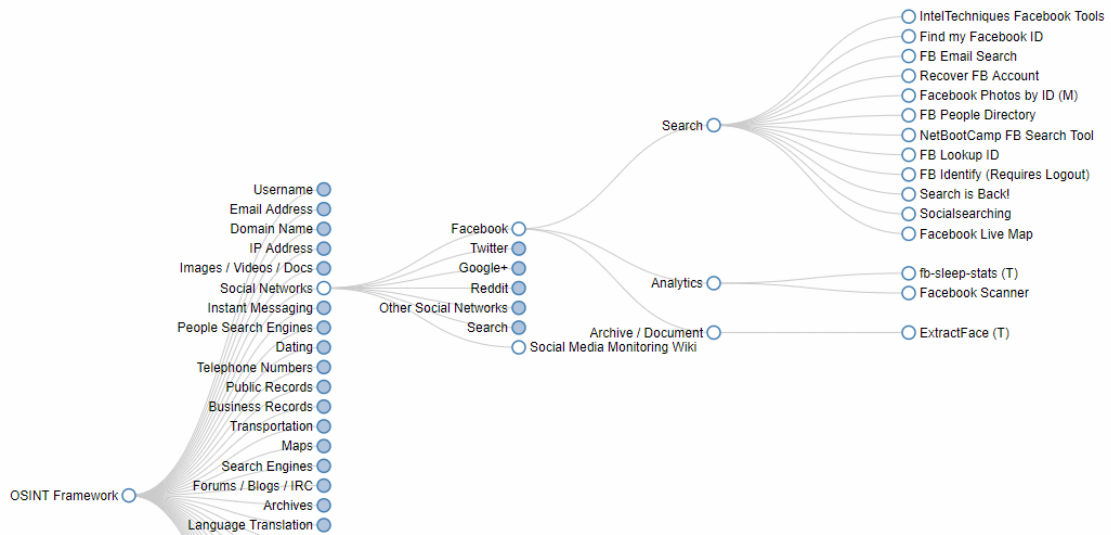 IntelTechniques Facebook Tools
Find my Facebook ID
FB Email Search
Recover FB Account
Facebook Photos by ID (M)
FB People Directory
Search
NetBootCamp FB Search Tool
FB Lookup ID
FB Identify (Requires Logout)
Search is Back!
Socialsearching
Facebook Live Map
Username
Email Address
Domain Name
IP Address
Images / Videos / Docs
Social Networks
Instant Messaging
People Search Engines
Dating
Telephone Numbers
Public Records
Business Records
Transportation
Maps
Search Engines
Forums / Blogs / IRC
Archives
Language Translation
OSINT Framework
Facebook
Twitter
Google+
Reddit
Other Social Networks
Search
Social Media Monitoring Wiki
Analytics
Archive / Document
fb-sleep-stats (T)
Facebook Scanner
ExtractFace (T)